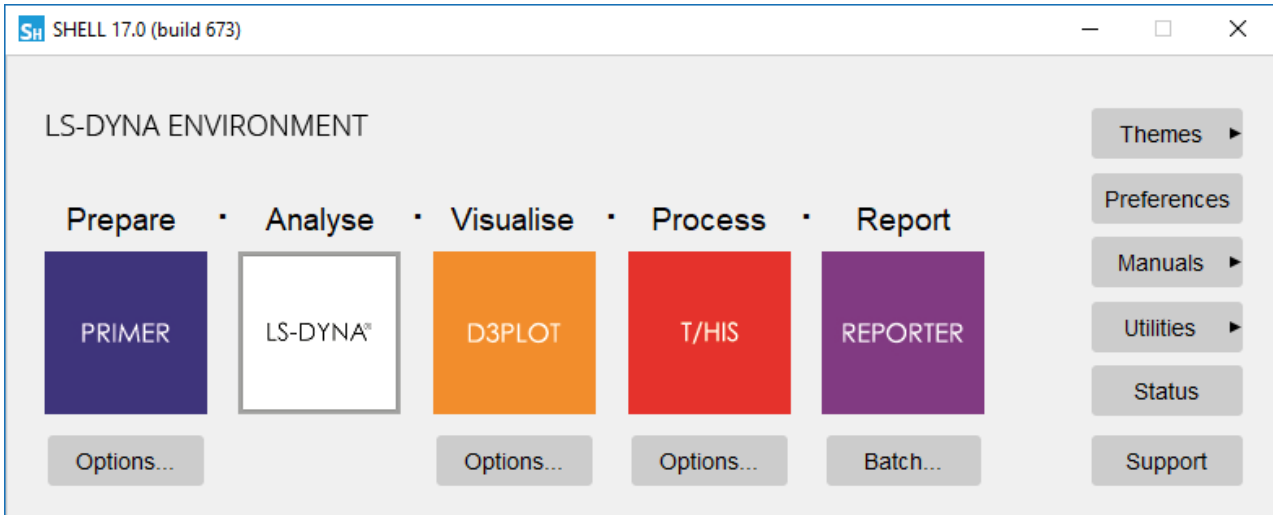 SH SHELL 17.0 (build 673)
LS-DYNA ENVIRONMENT
Prepare · Analyse · Visualise · Process · Report
PRIMER
LS-DYNA®
D3PLOT
T/HIS
REPORTER
Options...
Options...
Options...
Batch...
Themes
Preferences
Manuals
Utilities
Status
Support